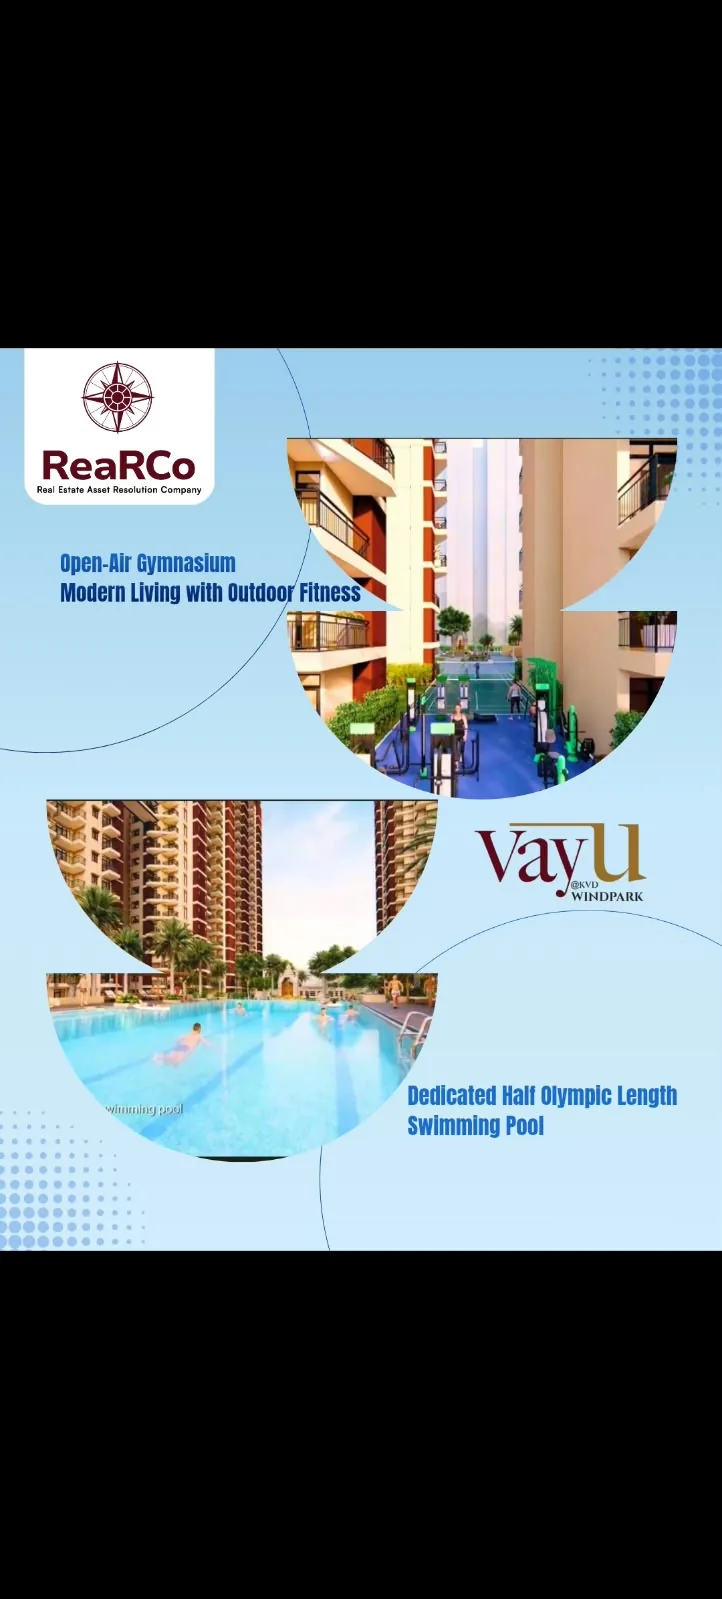 ReaRCo
Real Estate Asset Resolution Company
Open-Air Gymnasium
Modern Living with Outdoor Fitness
Vayu
@KVD
WINDPARK
wimming pool
Dedicated Half Olympic Length
Swimming Pool